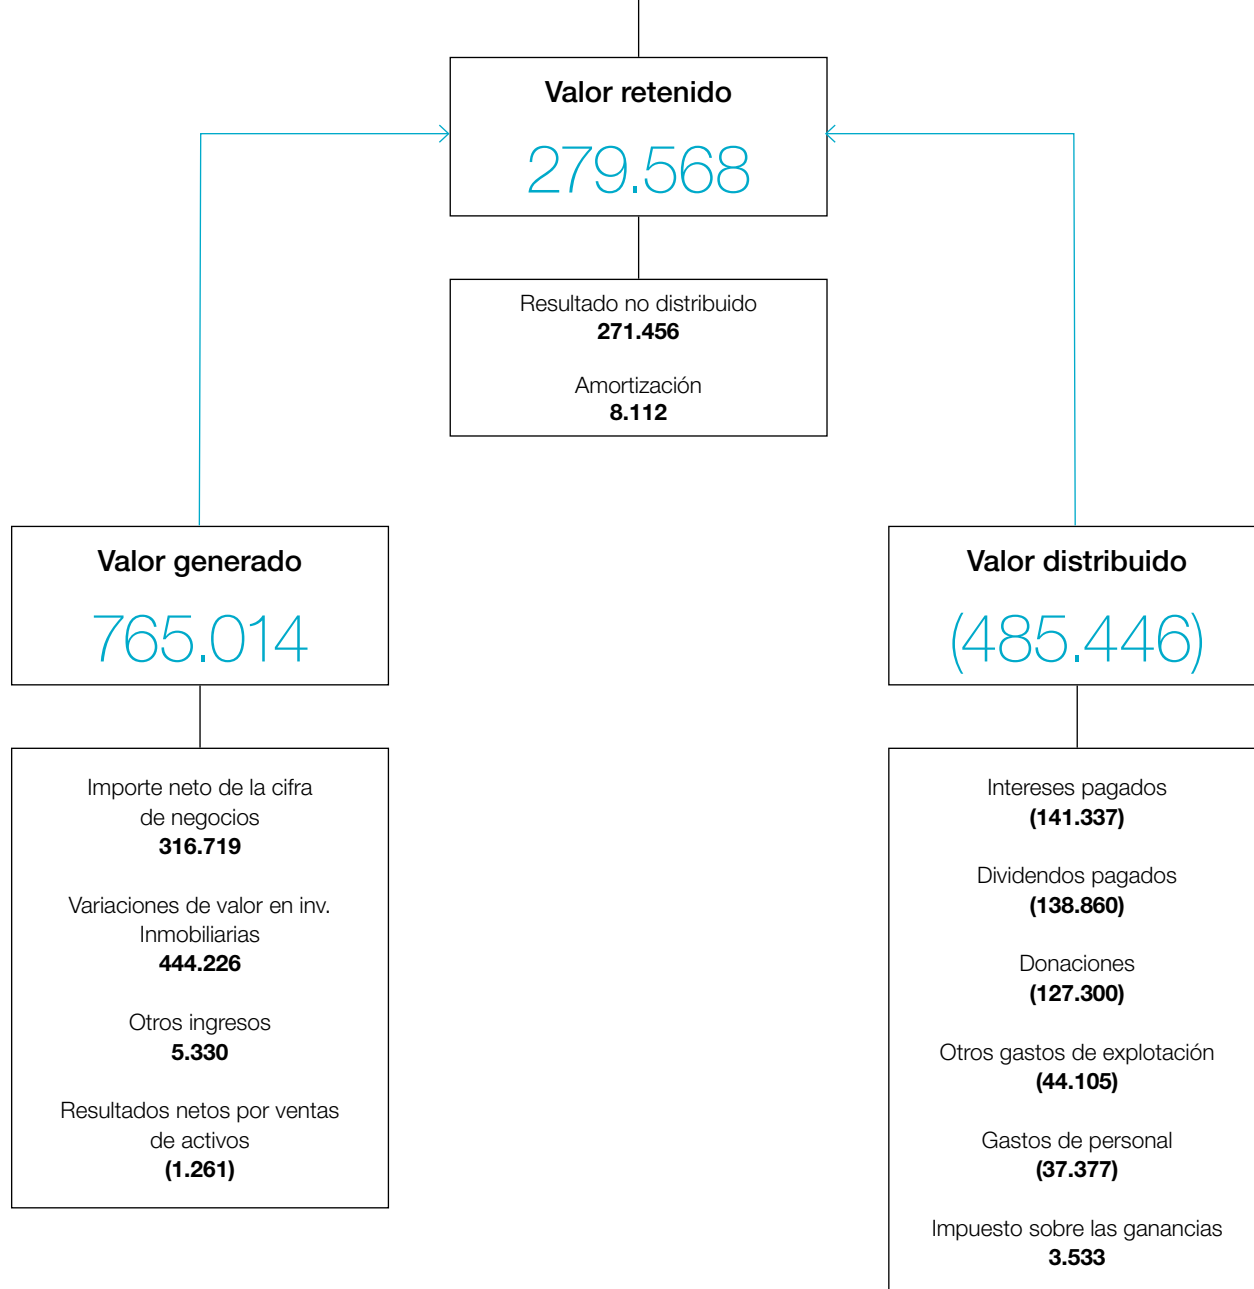 Valor retenido
279.568
Resultado no distribuido
271.456
Amortización
8.112
Valor generado
765.014
Importe neto de la cifra
de negocios
316.719
Variaciones de valor en inv.
Inmobiliarias
444.226
Otros ingresos
5.330
Resultados netos por ventas
de activos
(1.261)
Valor distribuido
(485.446)
Intereses pagados
(141.337)
Dividendos pagados
(138.860)
Donaciones
(127.300)
Otros gastos de explotación
(44.105)
Gastos de personal
(37.377)
Impuesto sobre las ganancias
3.533